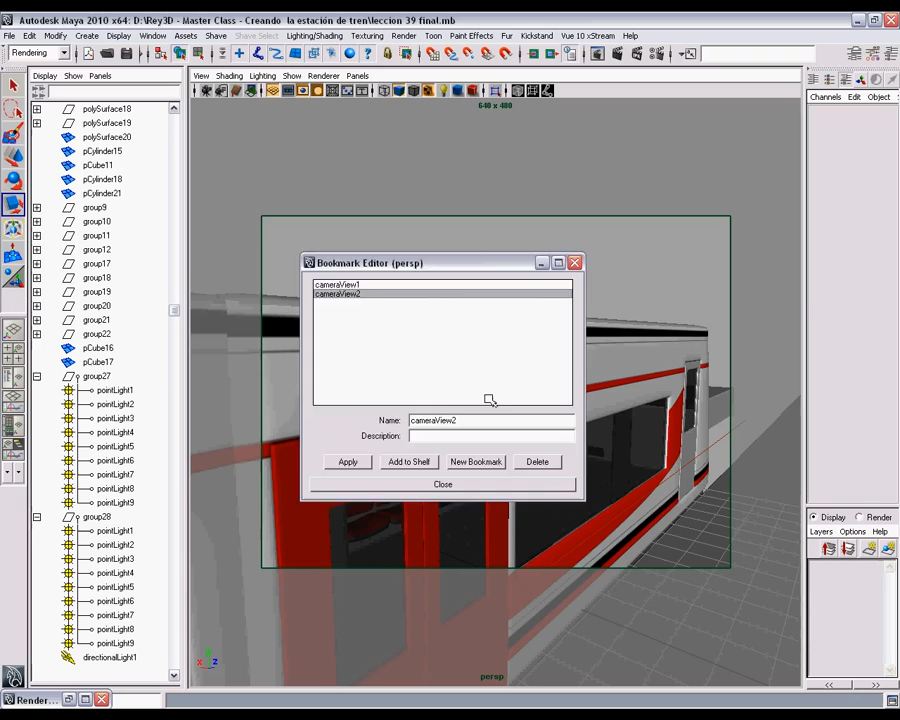 Autodesk Maya 2010 x64: D:\Rey3D - Master Class - Creando la estación de tren\leccion 39 final.mb
File Edit Modify Create Display Window Assets Share Share Select Lighting/Shading Texturing Render Toon Paint Effects Fur Kickstand Vue 10 xStream Help
Rendering
Display Show Panels
View Shading Lighting Show Renderer Panels
Channels Edit Object
640 x 480
polySurface18
polySurface19
polySurface20
pCylinder15
pCube11
pCylinder18
pCylinder21
group9
group10
group11
group12
group17
group18
group19
group20
group21
group22
pCube16
pCube17
group27
pointLight1
pointLight2
pointLight3
pointLight4
pointLight5
pointLight6
pointLight7
pointLight8
pointLight9
group28
pointLight1
pointLight2
pointLight3
pointLight4
pointLight5
pointLight6
pointLight7
pointLight8
pointLight9
directionalLight1
Bookmark Editor (persp)
cameraView1
cameraView2
Name: cameraView2
Description:
Apply Add to Shelf New Bookmark Delete
Close
Display Render
Layers Options Help
x z
persp
<< >>
Render...